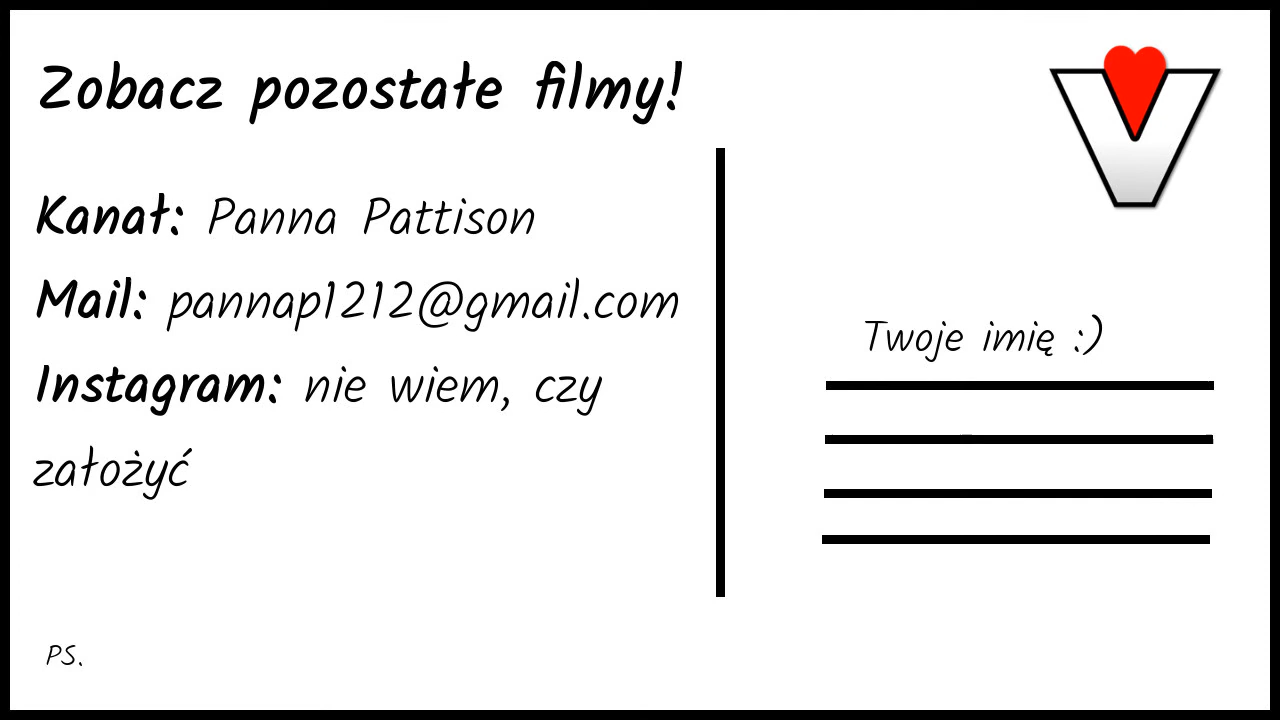 Zobacz pozostałe filmy!
Kanał: Panna Pattison
Mail: pannap1212@gmail.com
Instagram: nie wiem, czy
założyć
Twoje imię :)
PS.